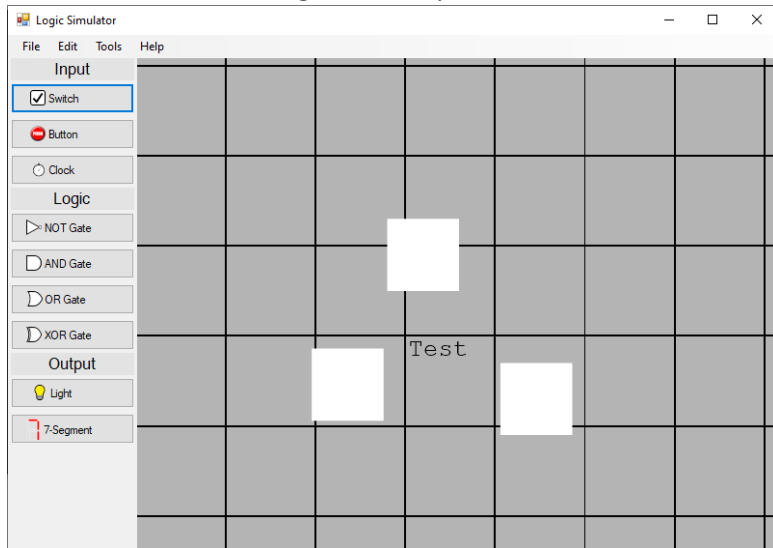 Logic Simulator
File Edit Tools Help
Input
Switch
Button
Clock
Logic
NOT Gate
AND Gate
OR Gate
XOR Gate
Output
Light
7-Segment
Test